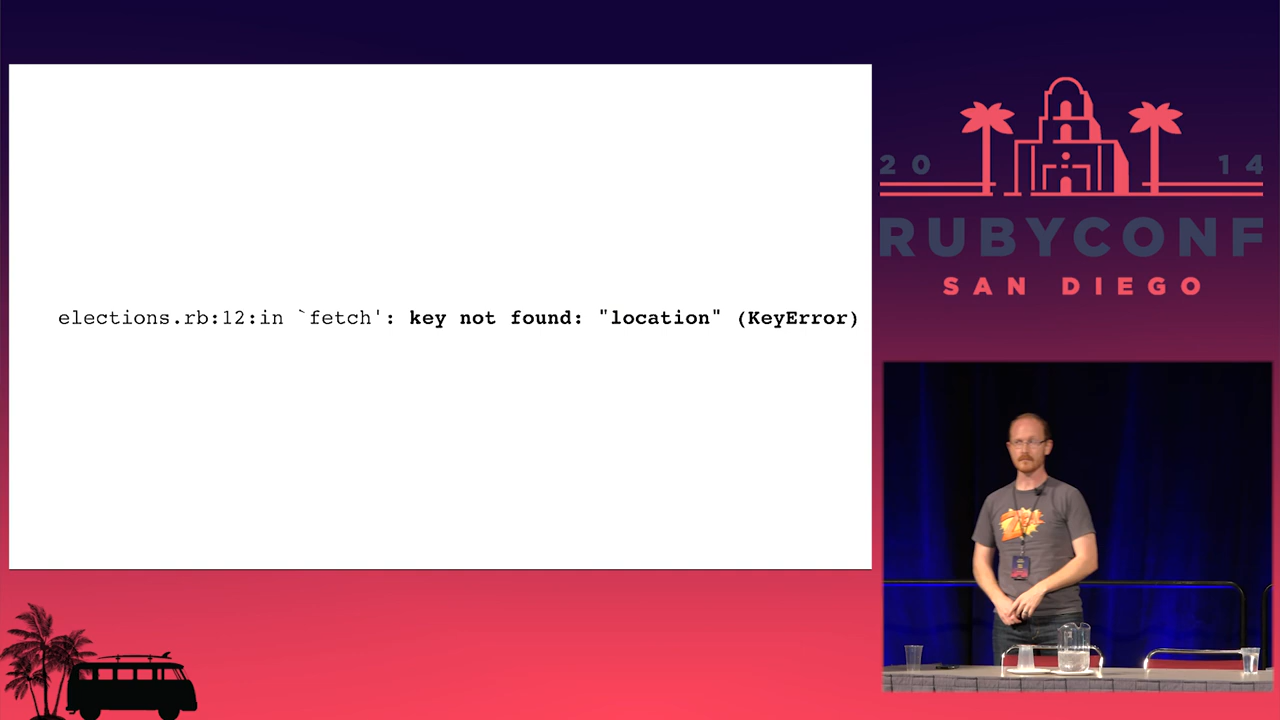 elections.rb:12:in `fetch': key not found: "location" (KeyError)
20 14
RUBYCONF
SAN DIEGO